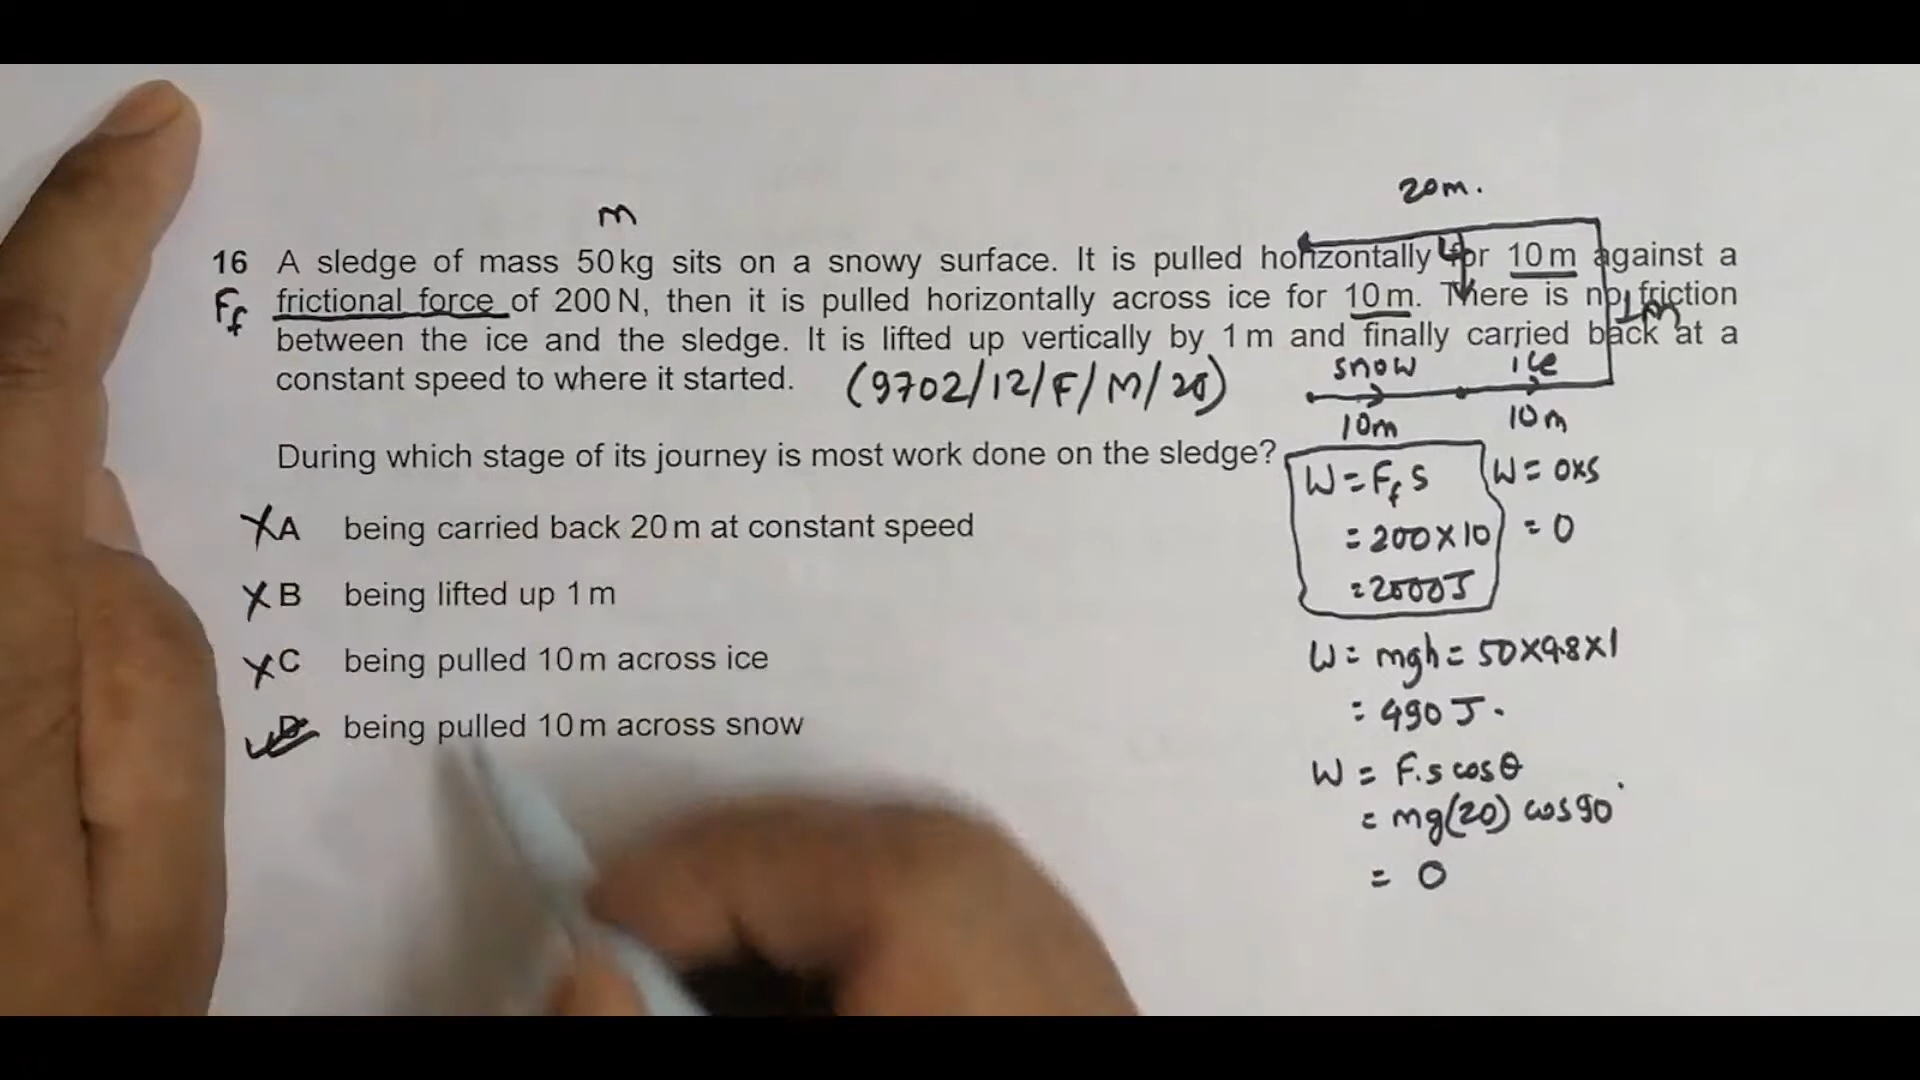 20m.
m
16 A sledge of mass 50 kg sits on a snowy surface. It is pulled horizontally for 10 m against a
Ff frictional force of 200 N, then it is pulled horizontally across ice for 10 m. There is no friction
1m
between the ice and the sledge. It is lifted up vertically by 1 m and finally carried back at a
constant speed to where it started. (9702/12/F/M/20)
snow ice
10m 10m
During which stage of its journey is most work done on the sledge?
A being carried back 20 m at constant speed
B being lifted up 1 m
C being pulled 10 m across ice
D being pulled 10 m across snow
W = Ff S
= 200 × 10
= 2000J
W = 0×S
= 0
W = mgh = 50×9.8×1
= 490 J.
W = F.s cosθ
= mg(20) cos90°
= 0